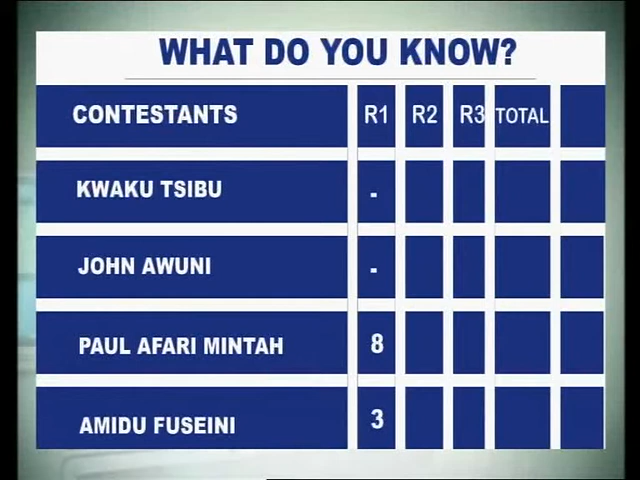 WHAT DO YOU KNOW?
CONTESTANTS R1 R2 R3 TOTAL
KWAKU TSIBU -
JOHN AWUNI -
PAUL AFARI MINTAH 8
AMIDU FUSEINI 3